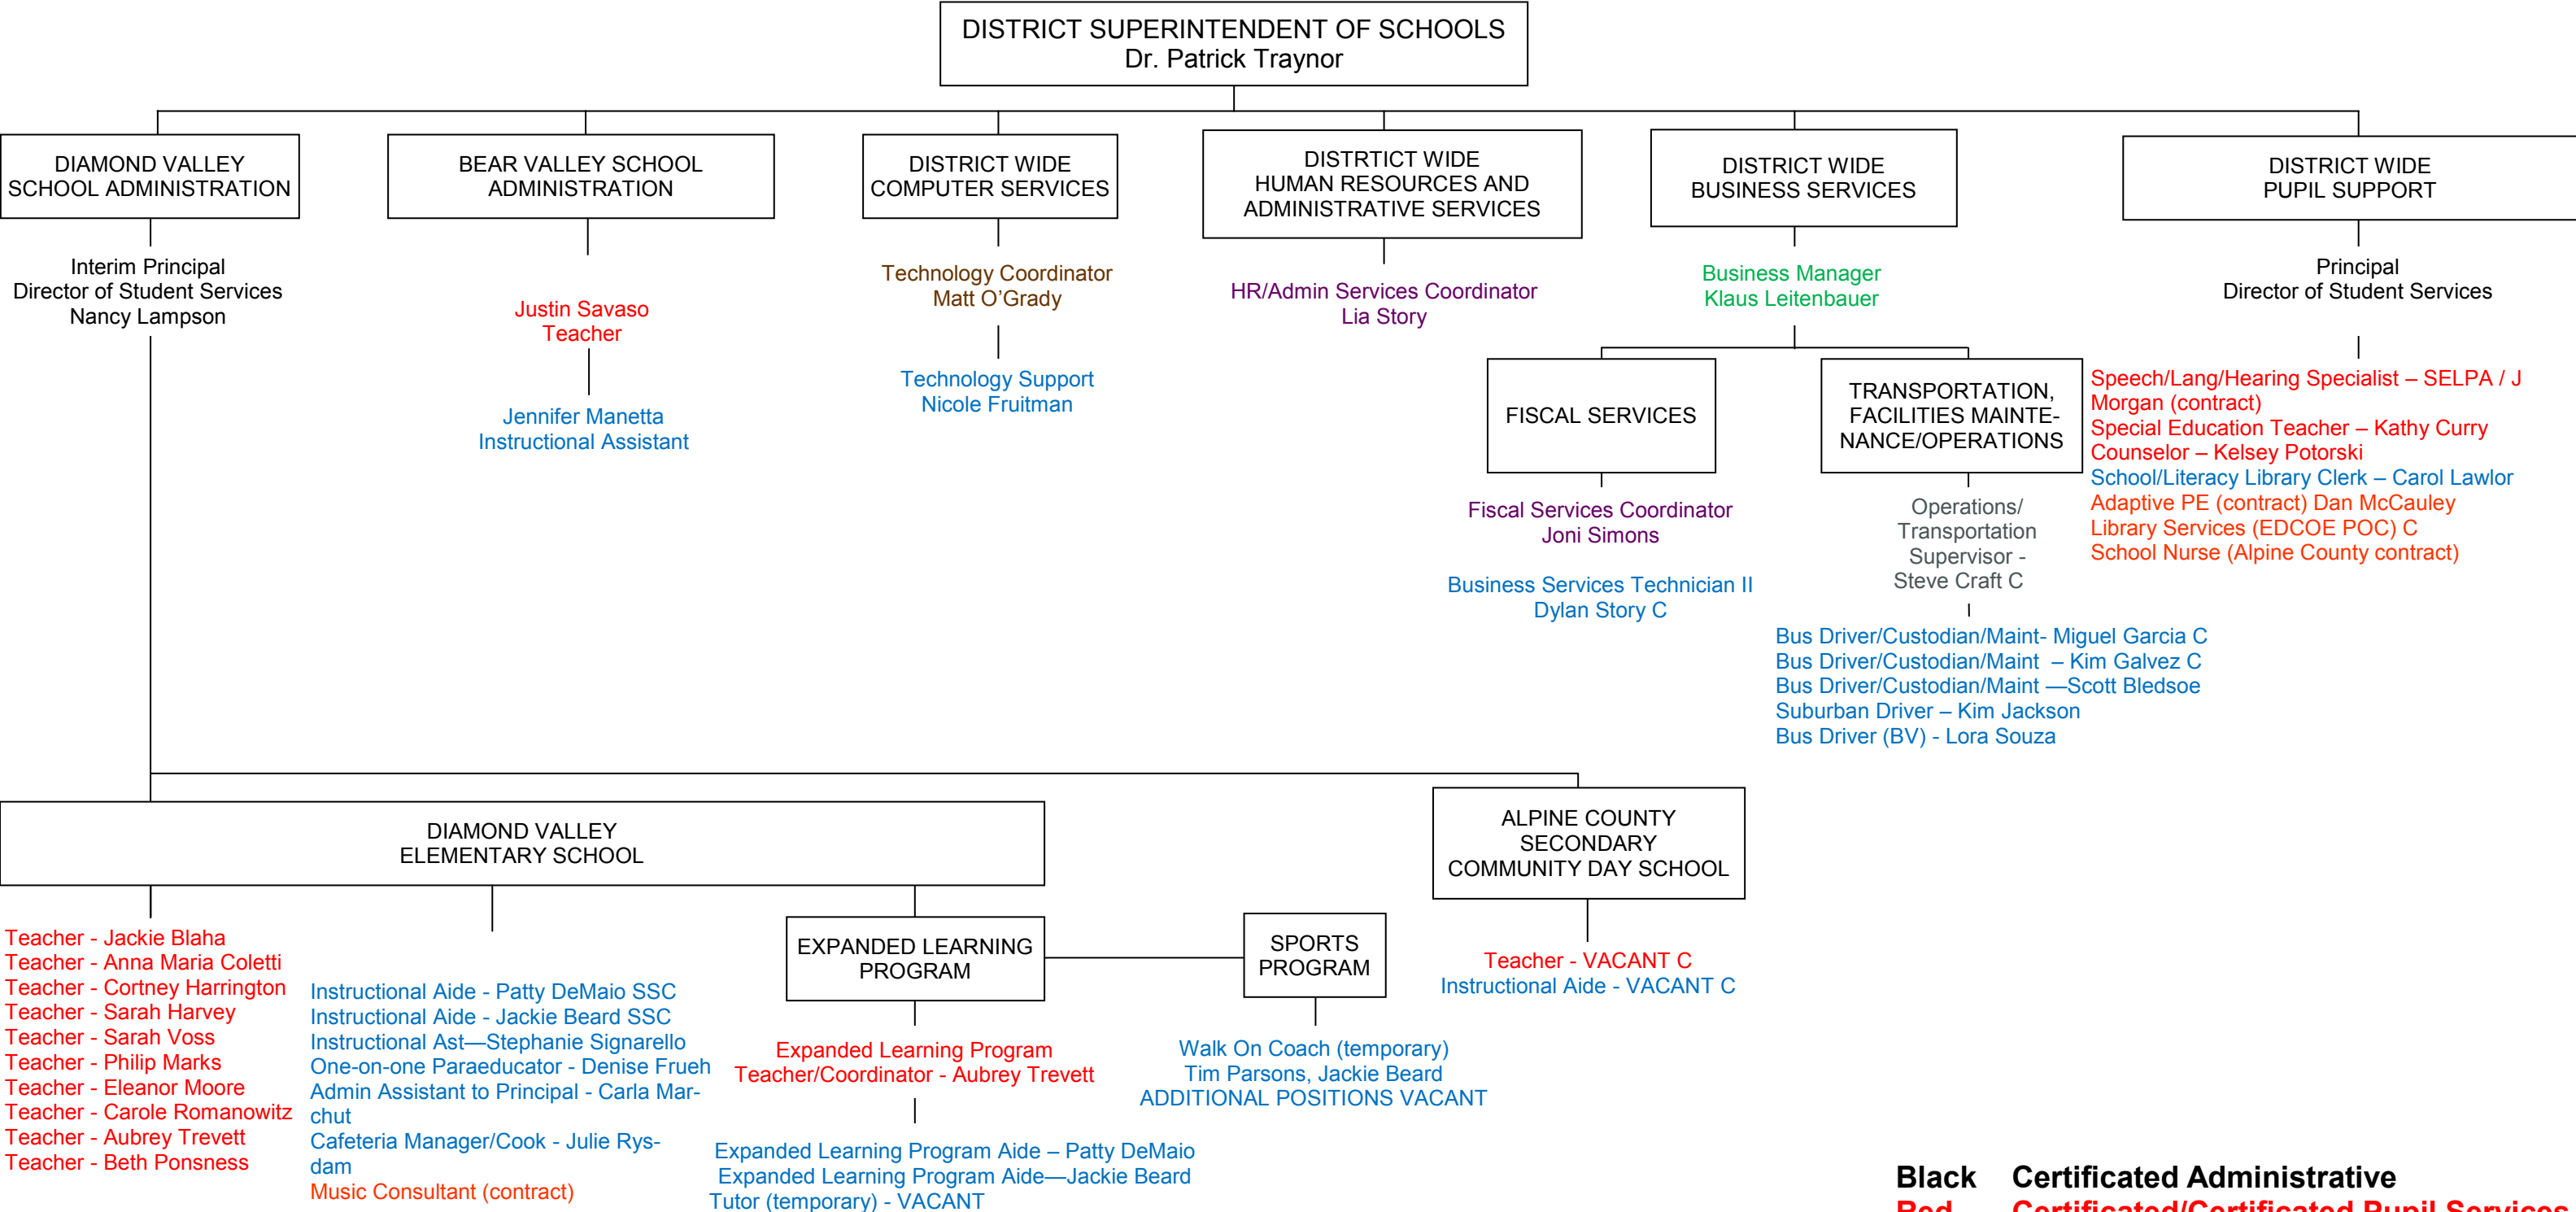 DISTRICT SUPERINTENDENT OF SCHOOLS
Dr. Patrick Traynor
DIAMOND VALLEY
SCHOOL ADMINISTRATION
Interim Principal
Director of Student Services
Nancy Lampson
BEAR VALLEY SCHOOL
ADMINISTRATION
Justin Savaso
Teacher
Jennifer Manetta
Instructional Assistant
DISTRICT WIDE
COMPUTER SERVICES
Technology Coordinator
Matt O’Grady
Technology Support
Nicole Fruitman
DISTRTICT WIDE
HUMAN RESOURCES AND
ADMINISTRATIVE SERVICES
HR/Admin Services Coordinator
Lia Story
DISTRICT WIDE
BUSINESS SERVICES
Business Manager
Klaus Leitenbauer
FISCAL SERVICES
Fiscal Services Coordinator
Joni Simons
Business Services Technician II
Dylan Story C
TRANSPORTATION,
FACILITIES MAINTE-
NANCE/OPERATIONS
Operations/
Transportation
Supervisor -
Steve Craft C
Bus Driver/Custodian/Maint- Miguel Garcia C
Bus Driver/Custodian/Maint – Kim Galvez C
Bus Driver/Custodian/Maint —Scott Bledsoe
Suburban Driver – Kim Jackson
Bus Driver (BV) - Lora Souza
DISTRICT WIDE
PUPIL SUPPORT
Principal
Director of Student Services
Speech/Lang/Hearing Specialist – SELPA / J
Morgan (contract)
Special Education Teacher – Kathy Curry
Counselor – Kelsey Potorski
School/Literacy Library Clerk – Carol Lawlor
Adaptive PE (contract) Dan McCauley
Library Services (EDCOE POC) C
School Nurse (Alpine County contract)
DIAMOND VALLEY
ELEMENTARY SCHOOL
Teacher - Jackie Blaha
Teacher - Anna Maria Coletti
Teacher - Cortney Harrington
Teacher - Sarah Harvey
Teacher - Sarah Voss
Teacher - Philip Marks
Teacher - Eleanor Moore
Teacher - Carole Romanowitz
Teacher - Aubrey Trevett
Teacher - Beth Ponsness
Instructional Aide - Patty DeMaio SSC
Instructional Aide - Jackie Beard SSC
Instructional Ast—Stephanie Signarello
One-on-one Paraeducator - Denise Frueh
Admin Assistant to Principal - Carla Mar-
chut
Cafeteria Manager/Cook - Julie Rys-
dam
Music Consultant (contract)
EXPANDED LEARNING
PROGRAM
Expanded Learning Program
Teacher/Coordinator - Aubrey Trevett
Expanded Learning Program Aide – Patty DeMaio
Expanded Learning Program Aide—Jackie Beard
Tutor (temporary) - VACANT
SPORTS
PROGRAM
Walk On Coach (temporary)
Tim Parsons, Jackie Beard
ADDITIONAL POSITIONS VACANT
ALPINE COUNTY
SECONDARY
COMMUNITY DAY SCHOOL
Teacher - VACANT C
Instructional Aide - VACANT C
Black Certificated Administrative
Red Certificated/Certificated Pupil Services